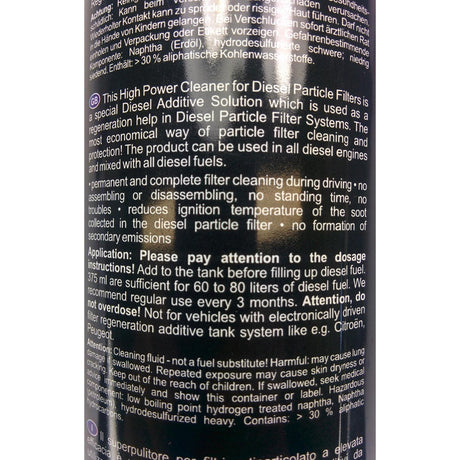 Achtung: Reinig
schädlich. Kann beim
Wiederholter Kontakt kann zu spröder oder rissiger Haut führen. Darf nicht
in die Hände von Kindern gelangen. Bei Verschlucken sofort ärztlichen Rat
einholen und Verpackung oder Etikett vorzeigen. Gefahrenbestimmende
Komponente: Naphtha (Erdöl), hydrodesulfurierte schwere; niedrig
siedend. Enthält: > 30 % aliphatische Kohlenwasserstoffe.
GB This High Power Cleaner for Diesel Particle Filters is
a special Diesel Additive Solution which is used as a
regeneration help in Diesel Particle Filter Systems. The
most economical way of particle filter cleaning and
protection! The product can be used in all diesel engines
and mixed with all diesel fuels.
• permanent and complete filter cleaning during driving • no
assembling or disassembling, no standing time, no
troubles • reduces ignition temperature of the soot
collected in the diesel particle filter • no formation of
secondary emissions
Application: Please pay attention to the dosage
instructions! Add to the tank before filling up diesel fuel.
375 ml are sufficient for 60 to 80 liters of diesel fuel. We
recommend regular use every 3 months. Attention, do
not overdose! Not for vehicles with electronically driven
filter regeneration additive tank system like e.g. Citroën,
Peugeot.
Attention: Cleaning fluid - not a fuel substitute! Harmful: may cause lung
damage if swallowed. Repeated exposure may cause skin dryness or
cracking. Keep out of the reach of children. If swallowed, seek medical
advice immediately and show this container or label. Hazardous
component: low boiling point hydrogen treated naphtha, Naphtha
(petroleum), hydrodesulfurized heavy. Contains: > 30 % aliphatic
hydrocarbons.
I Il superpulitore per filtri antiparticolato a elevata